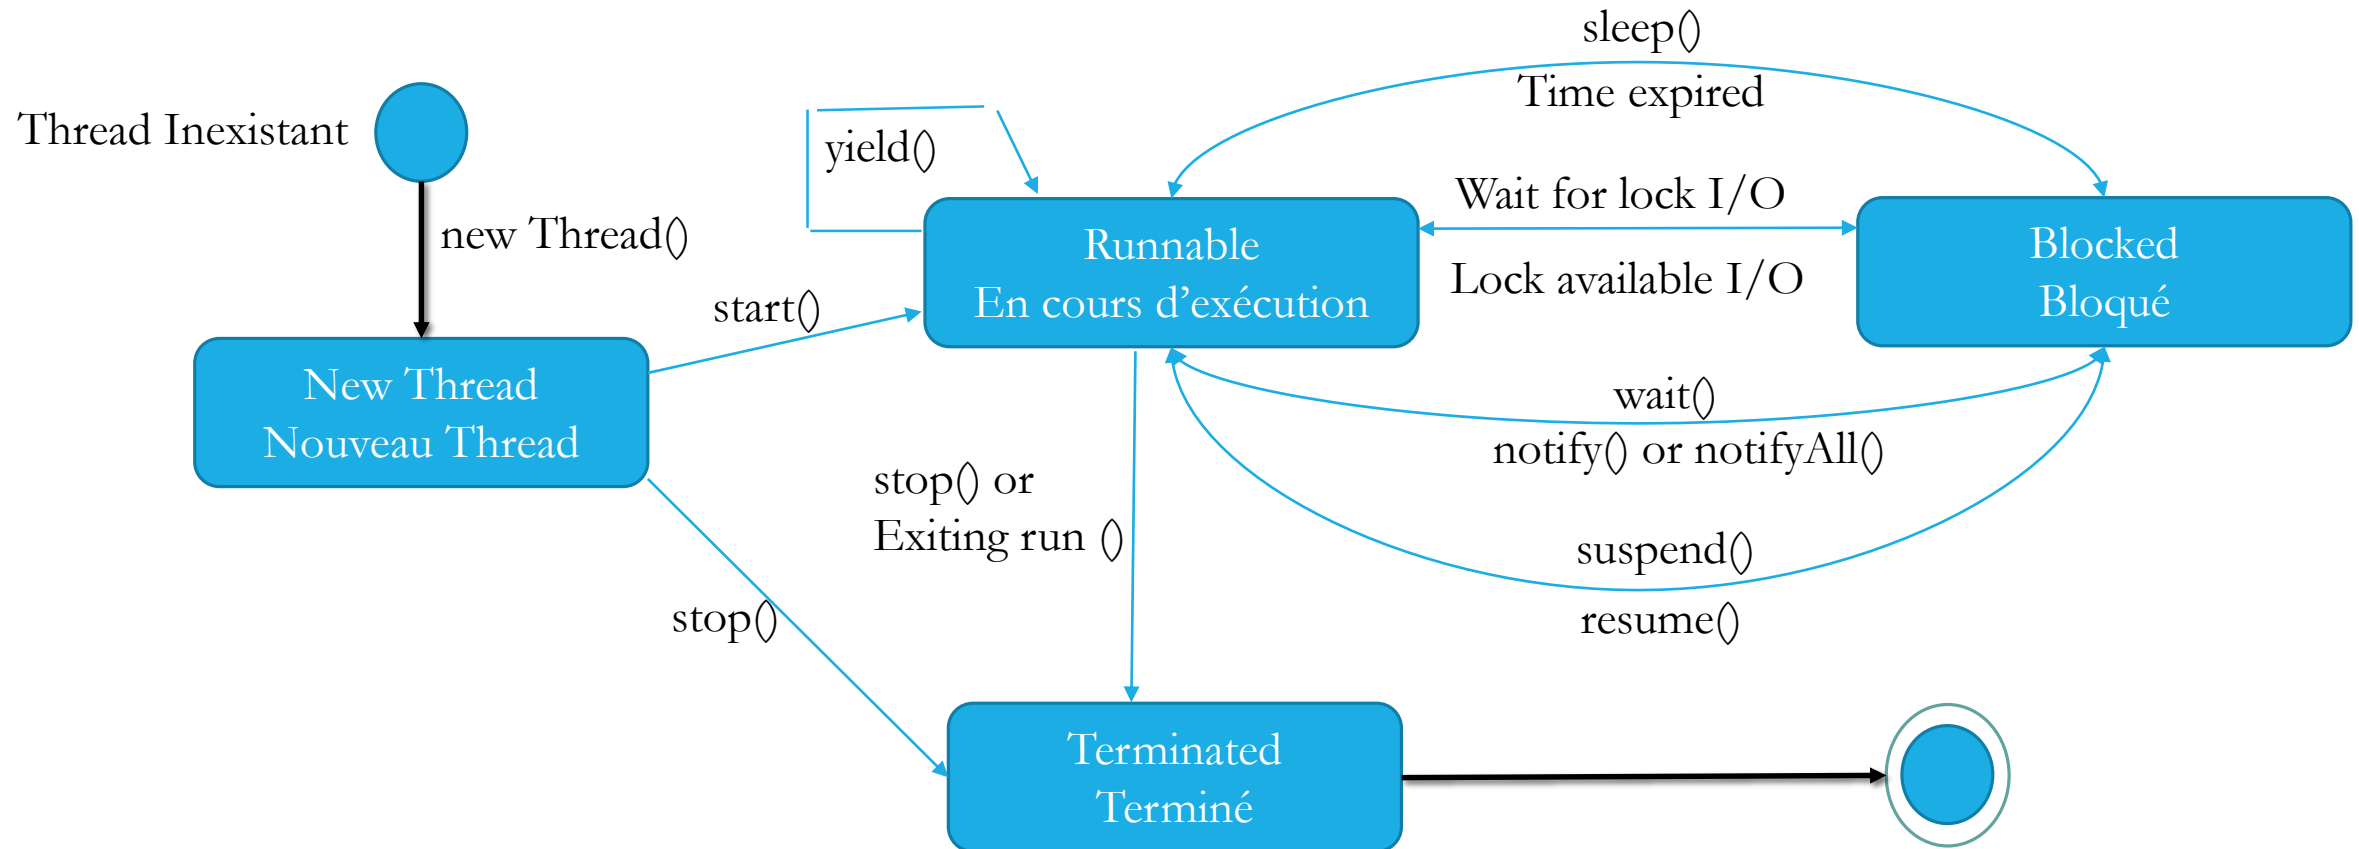 sleep()
Time expired
Thread Inexistant
yield()
new Thread()
Wait for lock I/O
Runnable
En cours d’exécution
Blocked
Bloqué
Lock available I/O
start()
New Thread
Nouveau Thread
wait()
notify() or notifyAll()
stop() or
Exiting run ()
suspend()
resume()
stop()
Terminated
Terminé